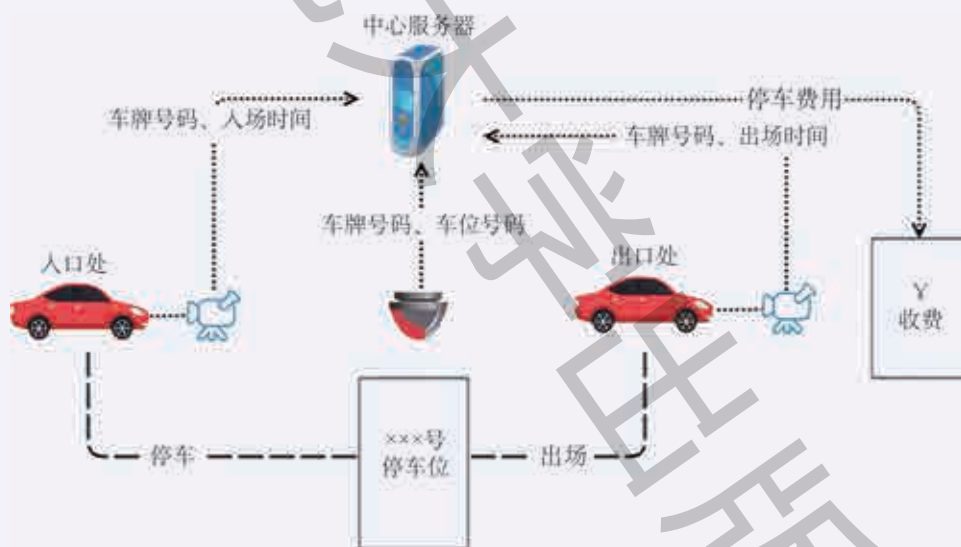 中心服务器
停车费用
车牌号码、入场时间
车牌号码、出场时间
车牌号码、车位号码
入口处
出口处
¥
收费
×××号
停车位
停车
出场